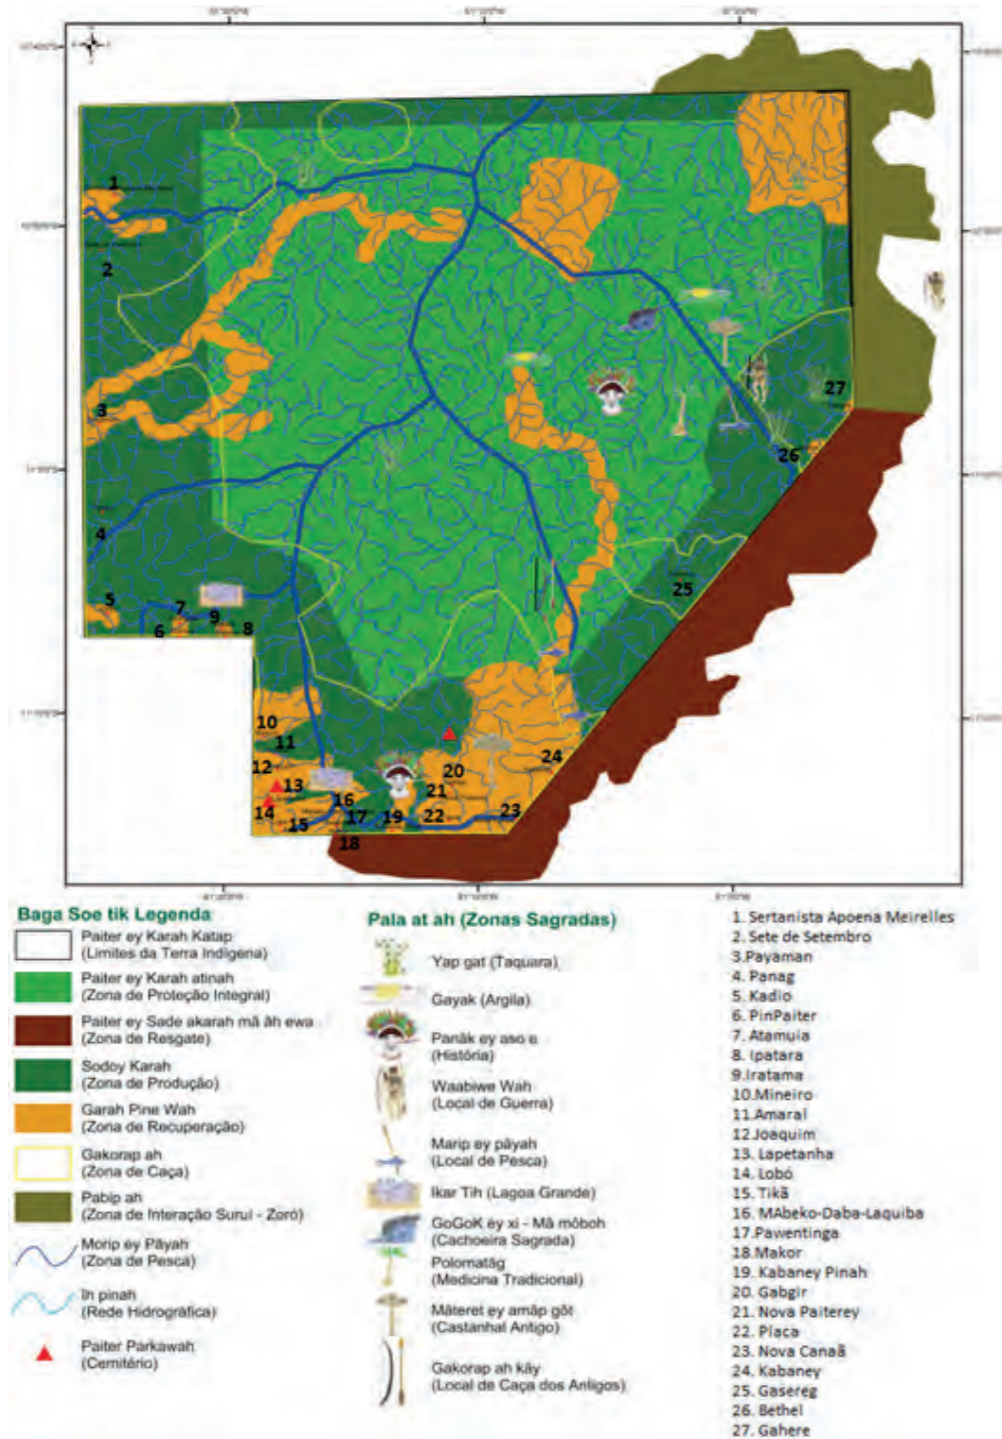 1
2
3
4
5
6
7
8
9
10
11
12
13
14
15
16
17
18
19
20
21
22
23
24
25
26
27
Baga Soe tik Legenda
Paiter ey Karah Katap
(Limites da Terra Indígena)
Paiter ey Karah atinah
(Zona de Proteção Integral)
Paiter ey Sade akarah mã ãh ewa
(Zona de Resgate)
Sodoy Karah
(Zona de Produção)
Garah Pine Wah
(Zona de Recuperação)
Gakorap ah
(Zona de Caça)
Pabip ah
(Zona de Interação Surui - Zoró)
Morip ey Pãyah
(Zona de Pesca)
In pinah
(Rede Hidrográfica)
Paiter Parkawah
(Cemitério)
Pala at ah (Zonas Sagradas)
Yap gat (Taquara)
Gayak (Argila)
Panãk ey aso e
(História)
Waabiwe Wah
(Local de Guerra)
Marip ey pãyah
(Local de Pesca)
Ikar Tih (Lagoa Grande)
GoGoK ey xi - Mã mõboh
(Cachoeira Sagrada)
Polomatãg
(Medicina Tradicional)
Mãteret ey amãp gõt
(Castanhal Antigo)
Gakorap ah kãy
(Local de Caça dos Antigos)
1. Sertanista Apoena Meirelles
2. Sete de Setembro
3.Payaman
4. Panag
5. Kadio
6. PinPaiter
7. Atamuia
8. Ipatara
9.Iratama
10.Mineiro
11.Amaral
12.Joaquim
13. Lapetanha
14. Lobó
15. Tikã
16. MAbeko-Daba-Laquiba
17.Pawentinga
18.Makor
19. Kabaney Pinah
20. Gabgir
21. Nova Paiterey
22. Placa
23. Nova Canaã
24. Kabaney
25. Gasereg
26. Bethel
27. Gahere